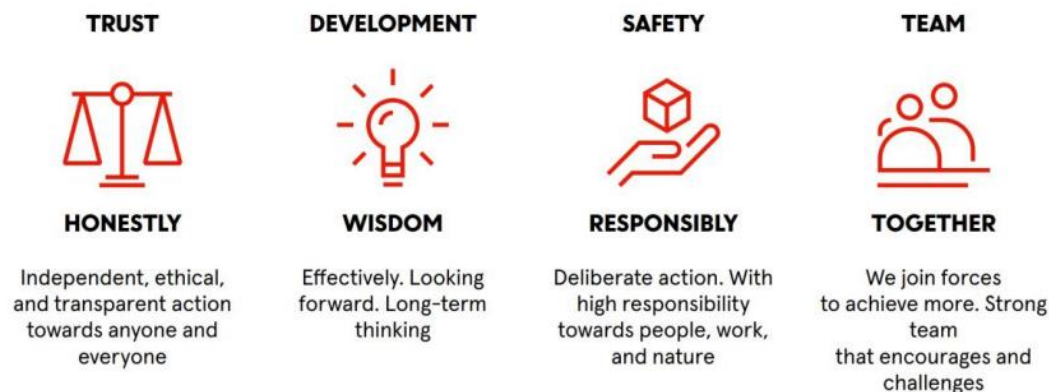 TRUST
DEVELOPMENT
SAFETY
TEAM
HONESTLY
WISDOM
RESPONSIBLY
TOGETHER
Independent, ethical,
and transparent action
towards anyone and
everyone
Effectively. Looking
forward. Long-term
thinking
Deliberate action. With
high responsibility
towards people, work,
and nature
We join forces
to achieve more. Strong
team
that encourages and
challenges